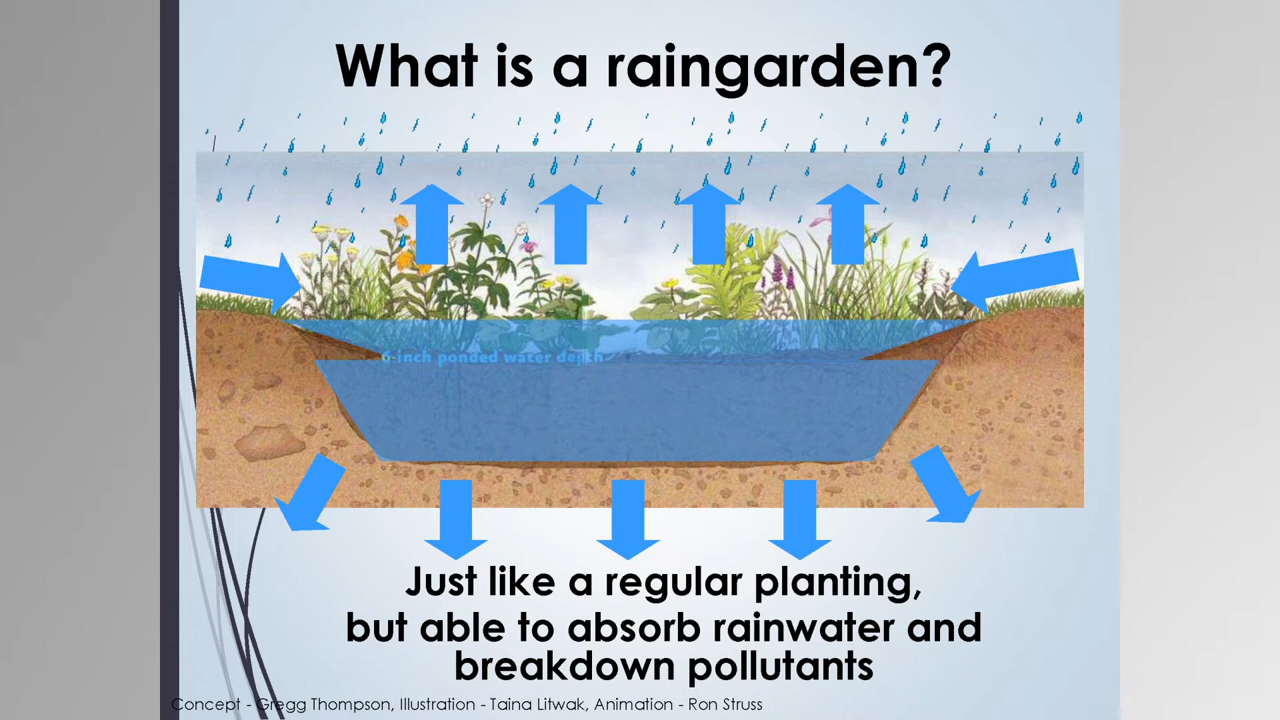 What is a raingarden?
6-inch ponded water depth
Just like a regular planting,
but able to absorb rainwater and
breakdown pollutants
Concept - Gregg Thompson, Illustration - Taina Litwak, Animation - Ron Struss